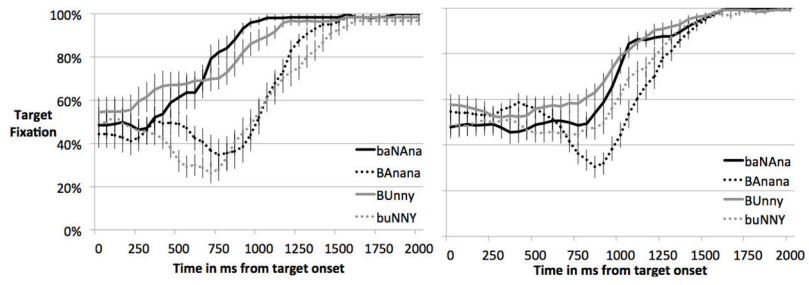 100%
80%
60%
40%
20%
0%
Target
Fixation
baNAna
BAnana
BUnny
buNNY
0 250 500 750 1000 1250 1500 1750 2000
Time in ms from target onset
baNAna
BAnana
BUnny
buNNY
0 250 500 750 1000 1250 1500 1750 2000
Time in ms from target onset